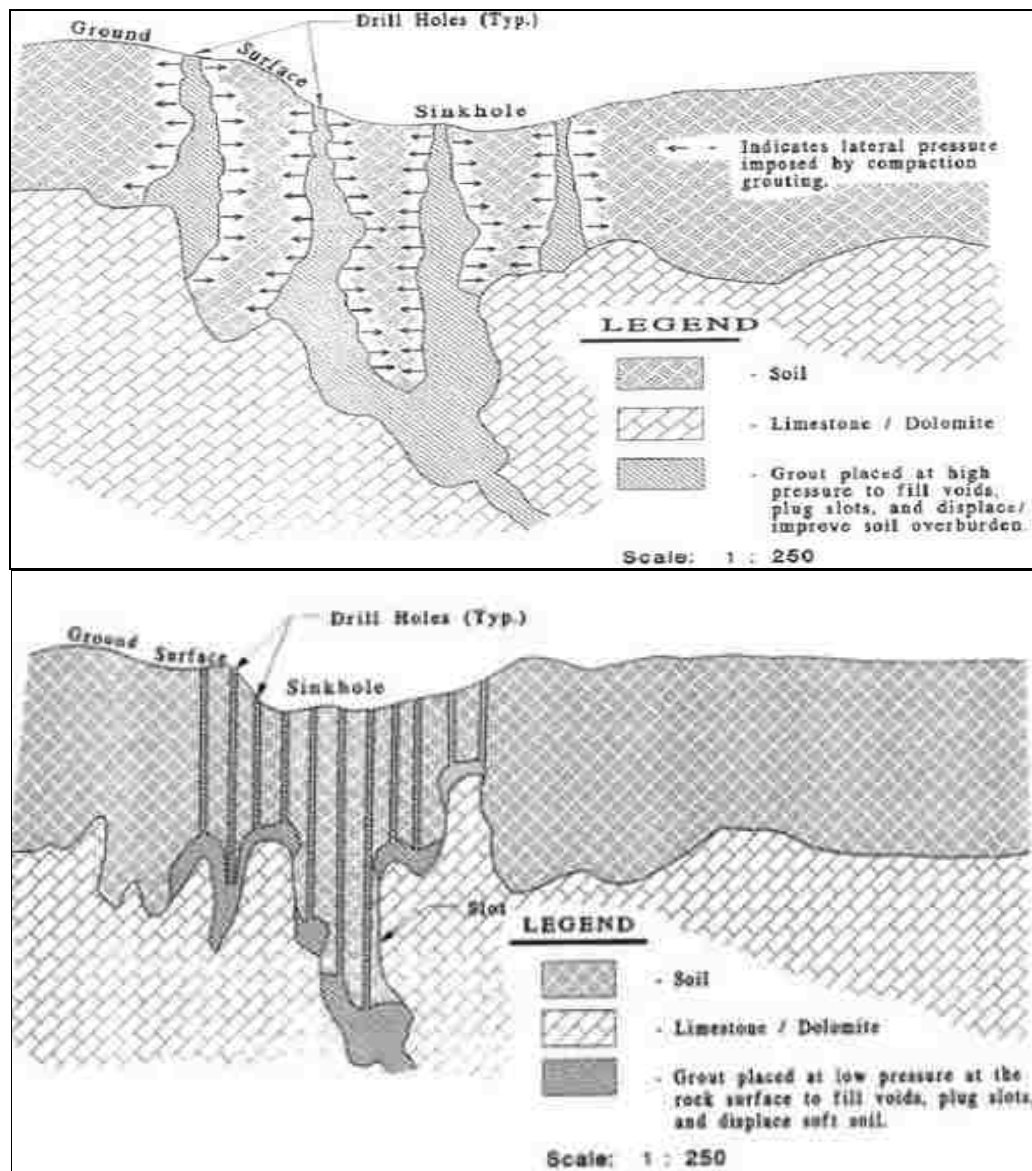 Drill Holes (Typ.)
Ground
Surface
Sinkhole
Indicates lateral pressure
imposed by compaction
grouting.
LEGEND
- Soil
- Limestone / Dolomite
- Grout placed at high
pressure to fill voids,
plug slots, and displace/
improve soil overburden.
Scale: 1 : 250
Drill Holes (Typ.)
Ground Surface
Sinkhole
Slot
LEGEND
- Soil
- Limestone / Dolomite
- Grout placed at low pressure at the
rock surface to fill voids, plug slots,
and displace soft soil.
Scale: 1 : 250